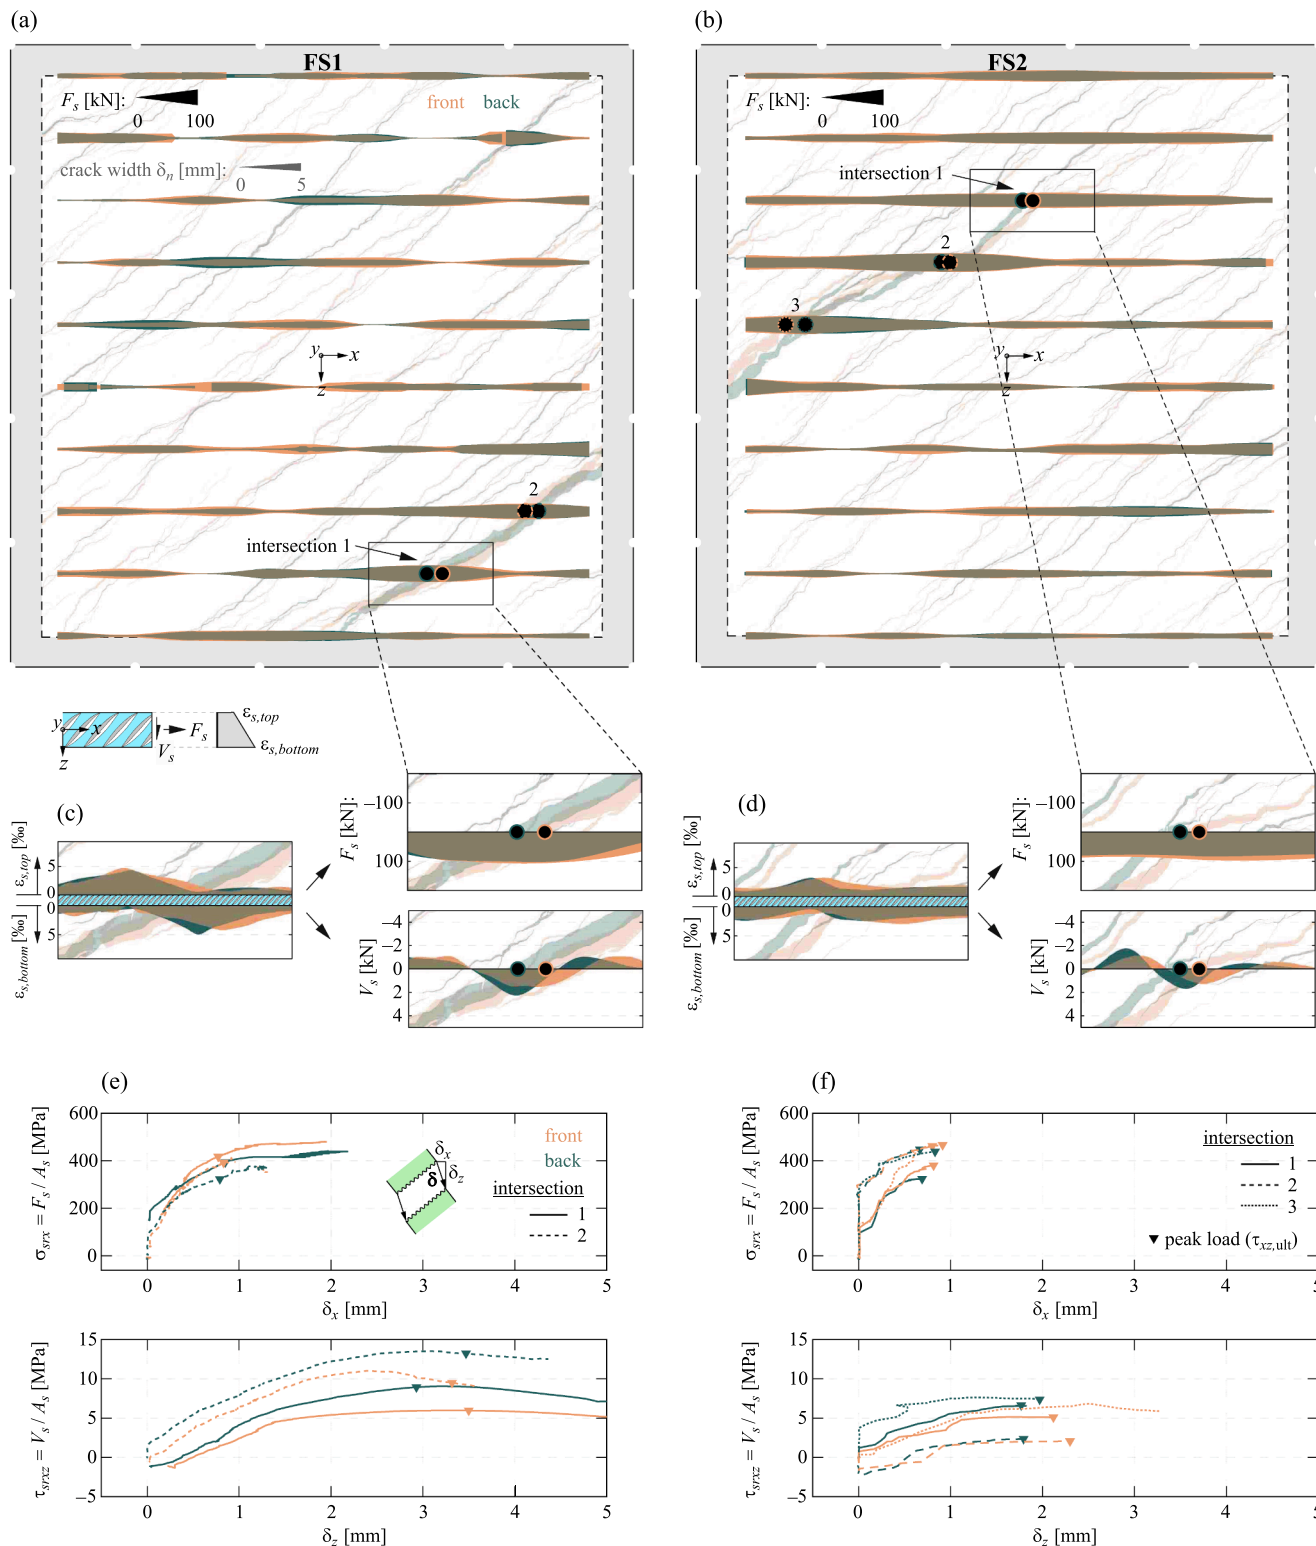 (a)
(b)
FS1
FS2
F_s [kN]:
0 100
front back
crack width δ_n [mm]:
0 5
y x
z
2
intersection 1
F_s [kN]:
0 100
intersection 1
2
3
y x
z
y x
z
V_s
F_s
ε_s,top
ε_s,bottom
(c)
ε_s,top [‰]
5
0
0
5
ε_s,bottom [‰]
F_s [kN]:
−100
100
V_s [kN]
−4
−2
0
2
4
(d)
ε_s,top [‰]
5
0
0
5
ε_s,bottom [‰]
F_s [kN]:
−100
100
V_s [kN]
−4
−2
0
2
4
(e)
σ_srx = F_s / A_s [MPa]
600
400
200
0
0 1 2 3 4 5
δ_x [mm]
δ_x
δ_z
δ
front
back
intersection
1
2
τ_srxz = V_s / A_s [MPa]
15
10
5
0
−5
0 1 2 3 4 5
δ_z [mm]
(f)
σ_srx = F_s / A_s [MPa]
600
400
200
0
0 1 2 3 4 5
δ_x [mm]
intersection
1
2
3
peak load (τ_xz,ult)
τ_srxz = V_s / A_s [MPa]
15
10
5
0
−5
0 1 2 3 4 5
δ_z [mm]